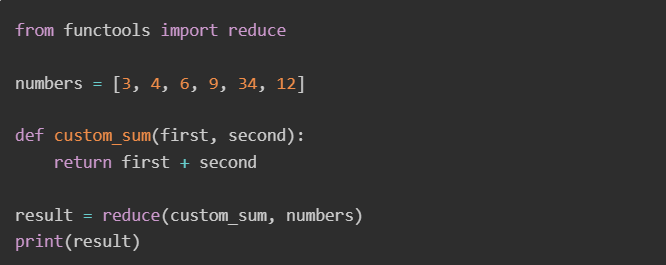 from functools import reduce
numbers = [3, 4, 6, 9, 34, 12]
def custom_sum(first, second):
    return first + second
result = reduce(custom_sum, numbers)
print(result)